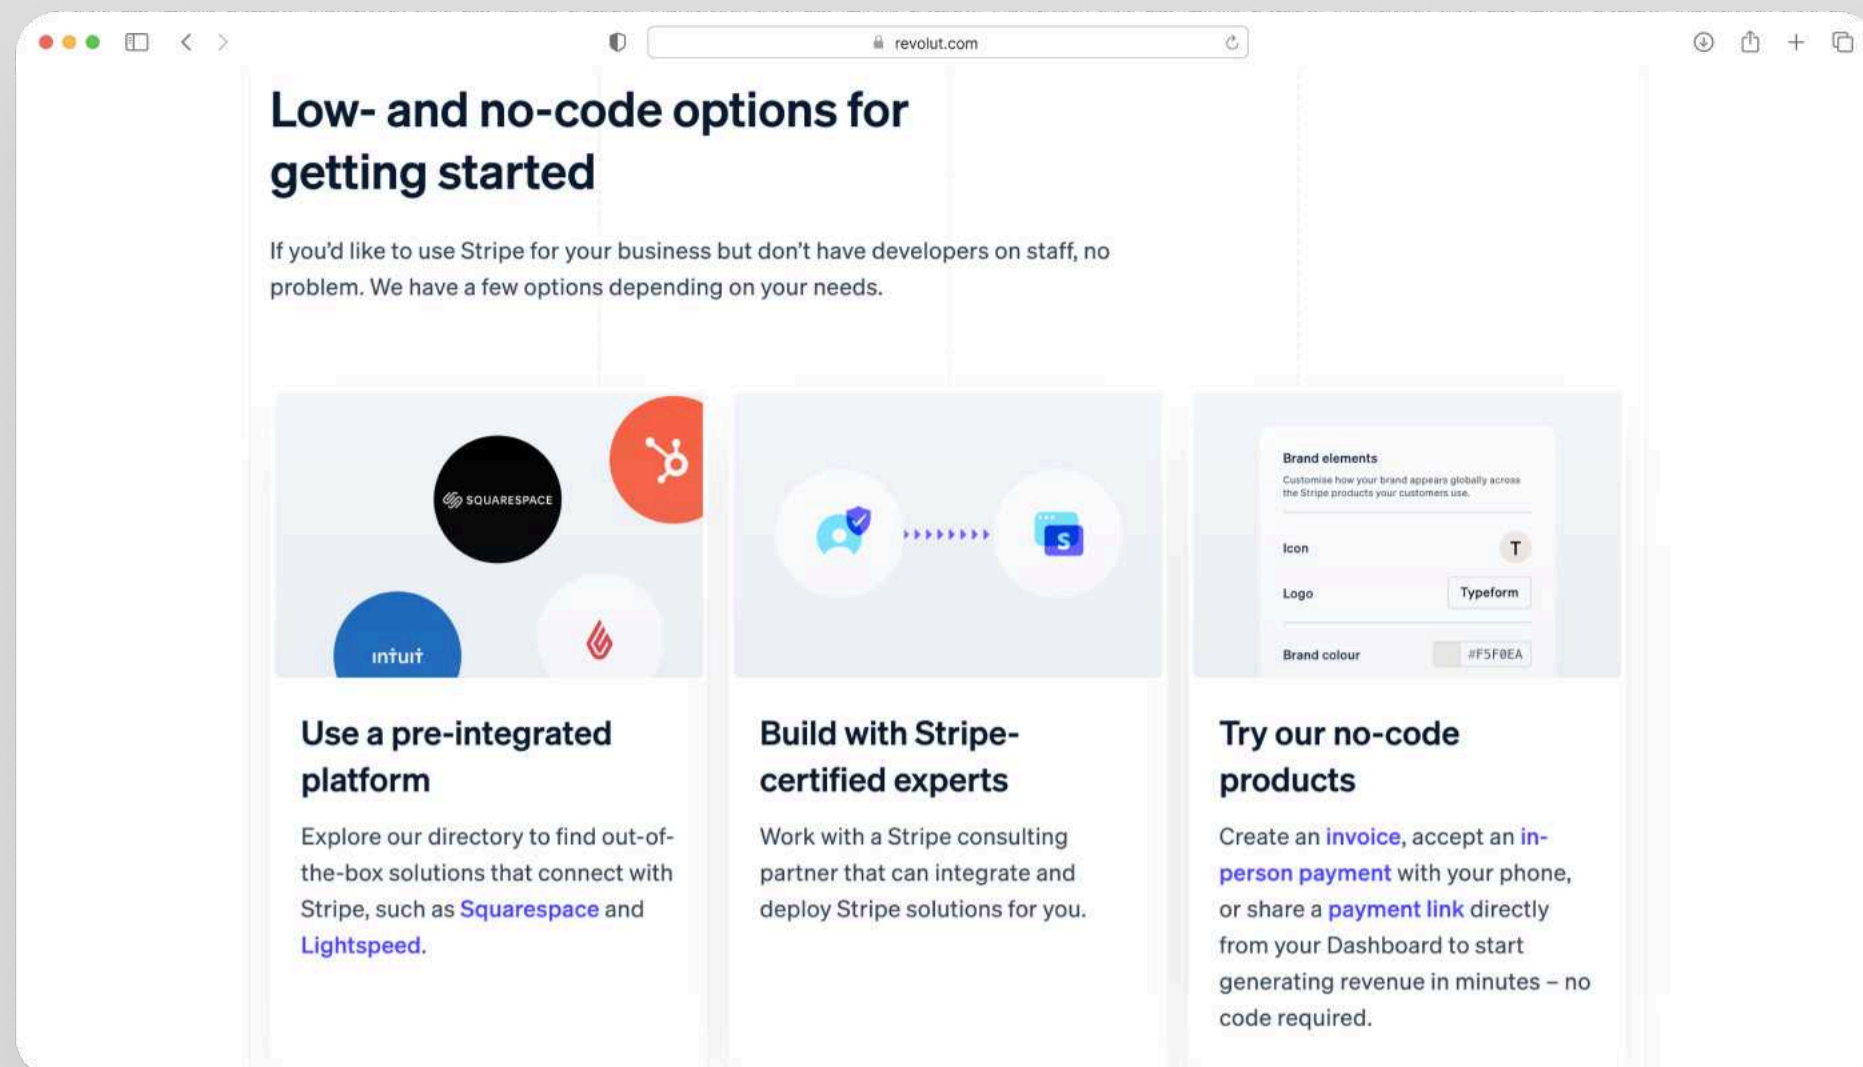 revolut.com
Low- and no-code options for
getting started
If you’d like to use Stripe for your business but don’t have developers on staff, no
problem. We have a few options depending on your needs.
SQUARESPACE
ιntuıt
Brand elements
Customise how your brand appears globally across
the Stripe products your customers use.
Icon
T
Logo
Typeform
Brand colour
#F5F0EA
S
Use a pre-integrated
platform
Explore our directory to find out-of-
the-box solutions that connect with
Stripe, such as Squarespace and
Lightspeed.
Build with Stripe-
certified experts
Work with a Stripe consulting
partner that can integrate and
deploy Stripe solutions for you.
Try our no-code
products
Create an invoice, accept an in-
person payment with your phone,
or share a payment link directly
from your Dashboard to start
generating revenue in minutes – no
code required.